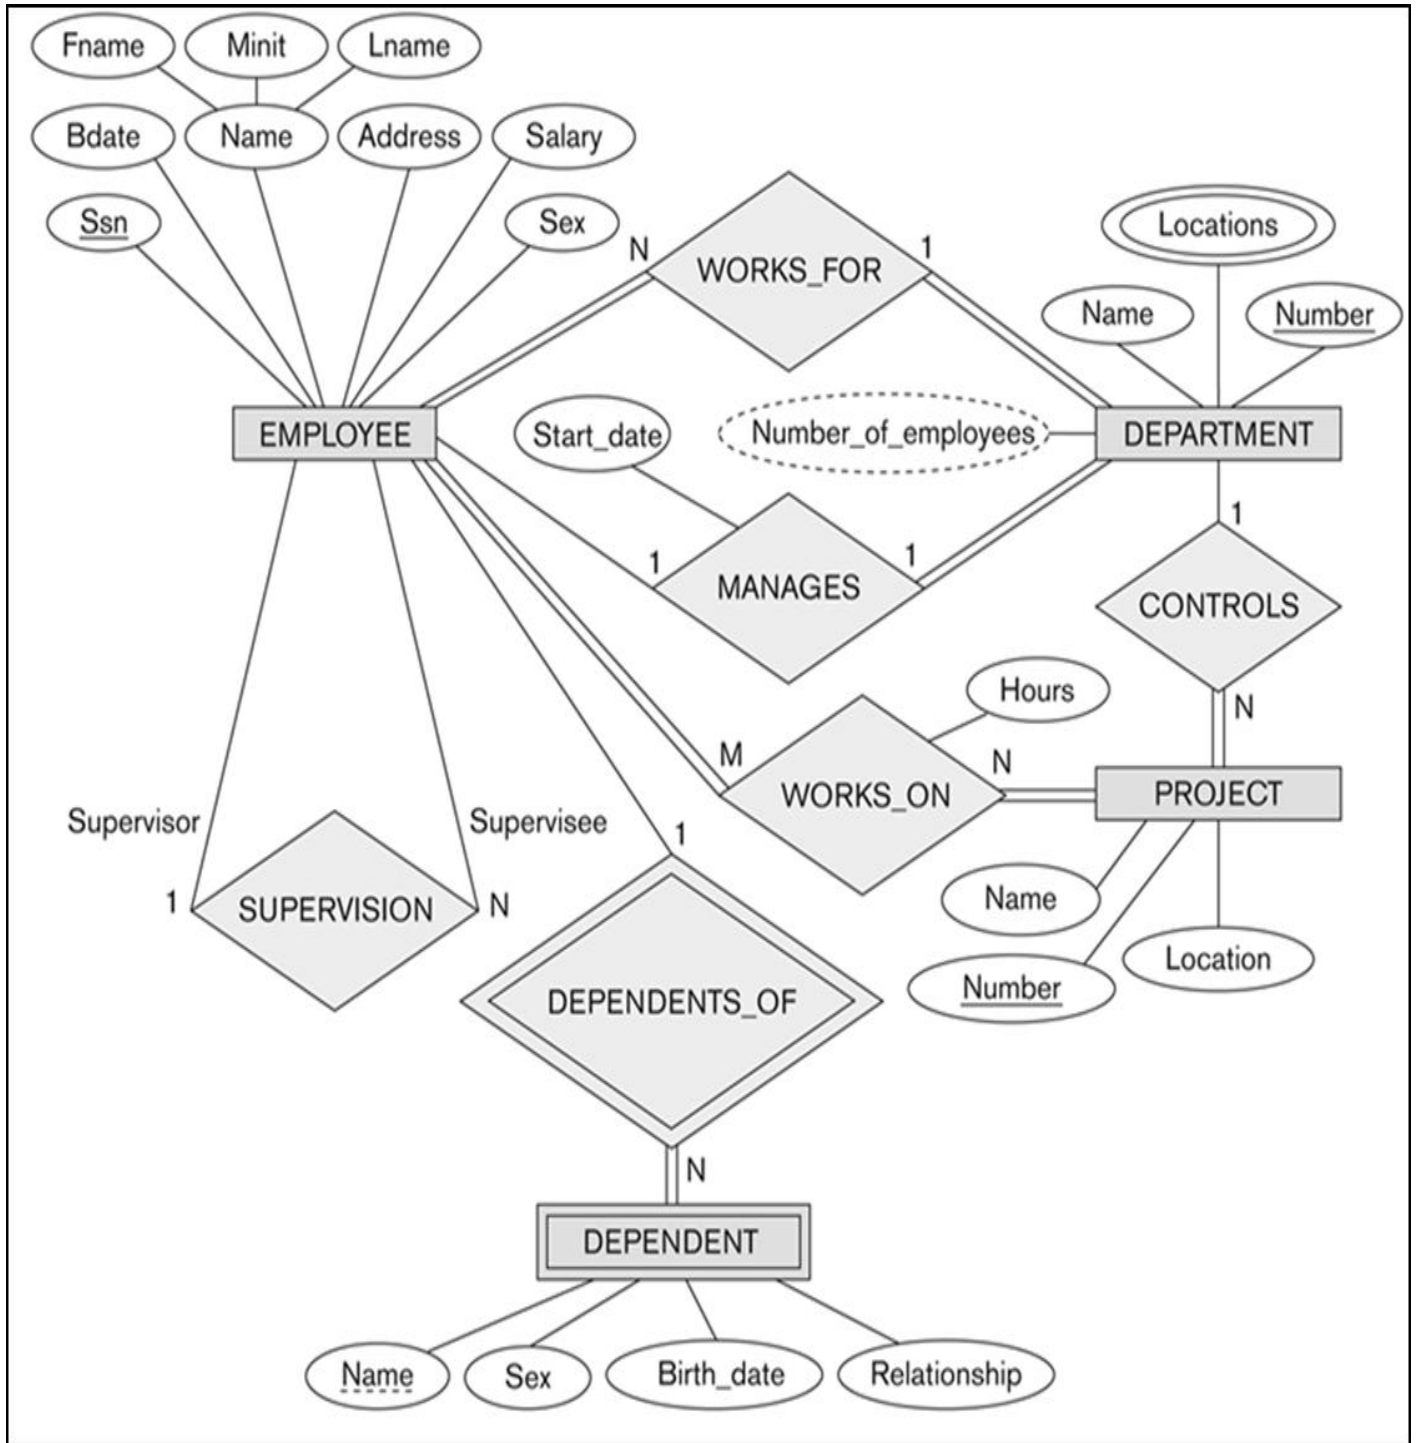 Fname
Minit
Lname
Bdate
Name
Address
Salary
Ssn
Sex
N
WORKS_FOR
1
Locations
Name
Number
EMPLOYEE
Start_date
Number_of_employees
DEPARTMENT
1
MANAGES
1
1
CONTROLS
N
Hours
M
WORKS_ON
N
PROJECT
Supervisor
Supervisee
1
SUPERVISION
N
1
Name
Number
Location
DEPENDENTS_OF
N
DEPENDENT
Name
Sex
Birth_date
Relationship